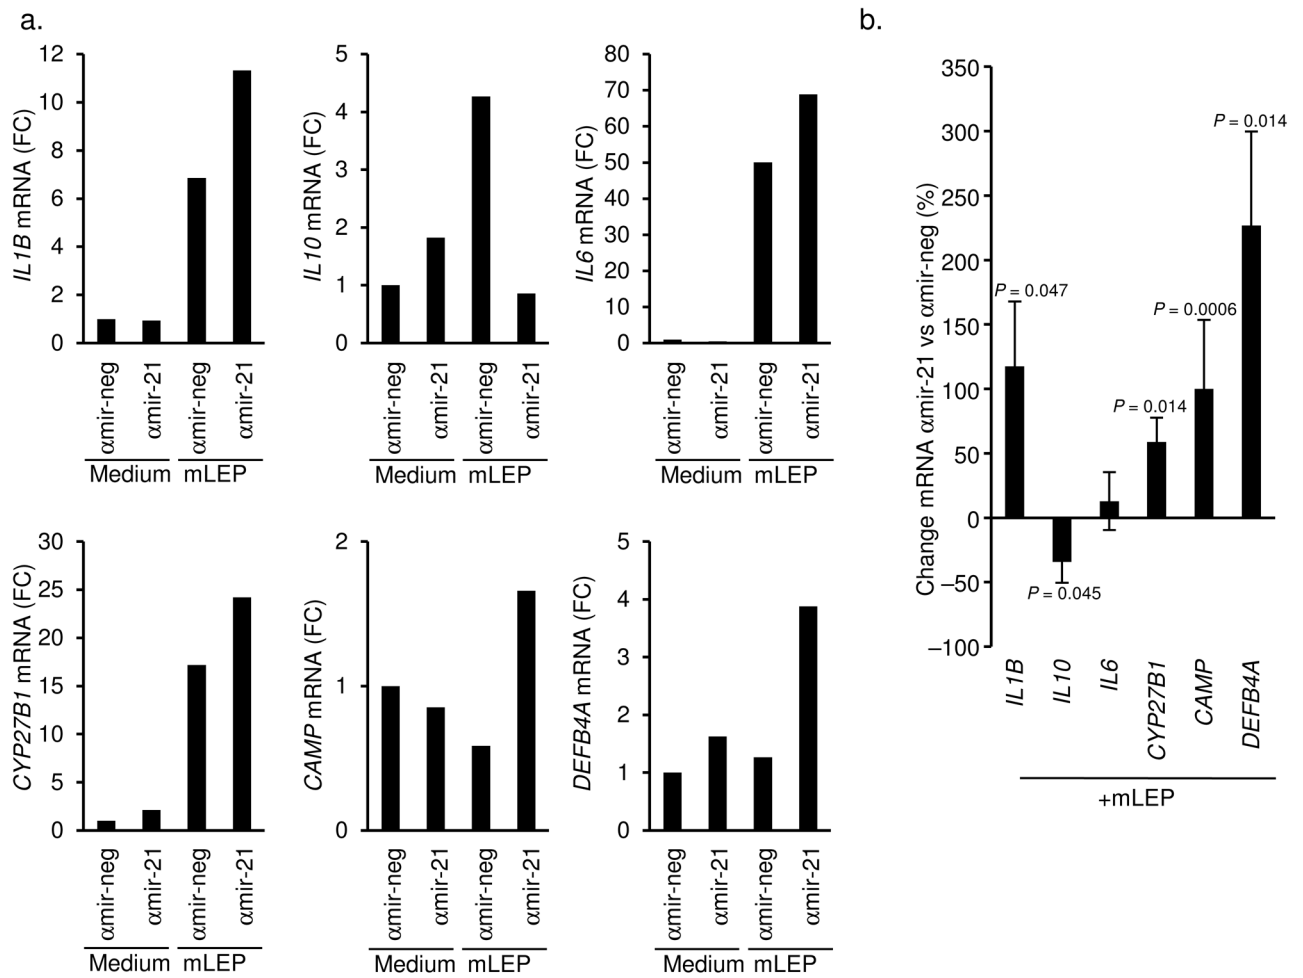 a.
b.
IL1B mRNA (FC)
12
10
8
6
4
2
0
αmir-neg
αmir-21
αmir-neg
αmir-21
Medium
mLEP
IL10 mRNA (FC)
5
4
3
2
1
0
αmir-neg
αmir-21
αmir-neg
αmir-21
Medium
mLEP
IL6 mRNA (FC)
80
70
60
50
40
30
20
10
0
αmir-neg
αmir-21
αmir-neg
αmir-21
Medium
mLEP
CYP27B1 mRNA (FC)
30
25
20
15
10
5
0
αmir-neg
αmir-21
αmir-neg
αmir-21
Medium
mLEP
CAMP mRNA (FC)
2
1
0
αmir-neg
αmir-21
αmir-neg
αmir-21
Medium
mLEP
DEFB4A mRNA (FC)
5
4
3
2
1
0
αmir-neg
αmir-21
αmir-neg
αmir-21
Medium
mLEP
Change mRNA αmir-21 vs αmir-neg (%)
350
300
250
200
150
100
50
0
–50
–100
P = 0.047
P = 0.045
P = 0.014
P = 0.0006
P = 0.014
IL1B
IL10
IL6
CYP27B1
CAMP
DEFB4A
+mLEP